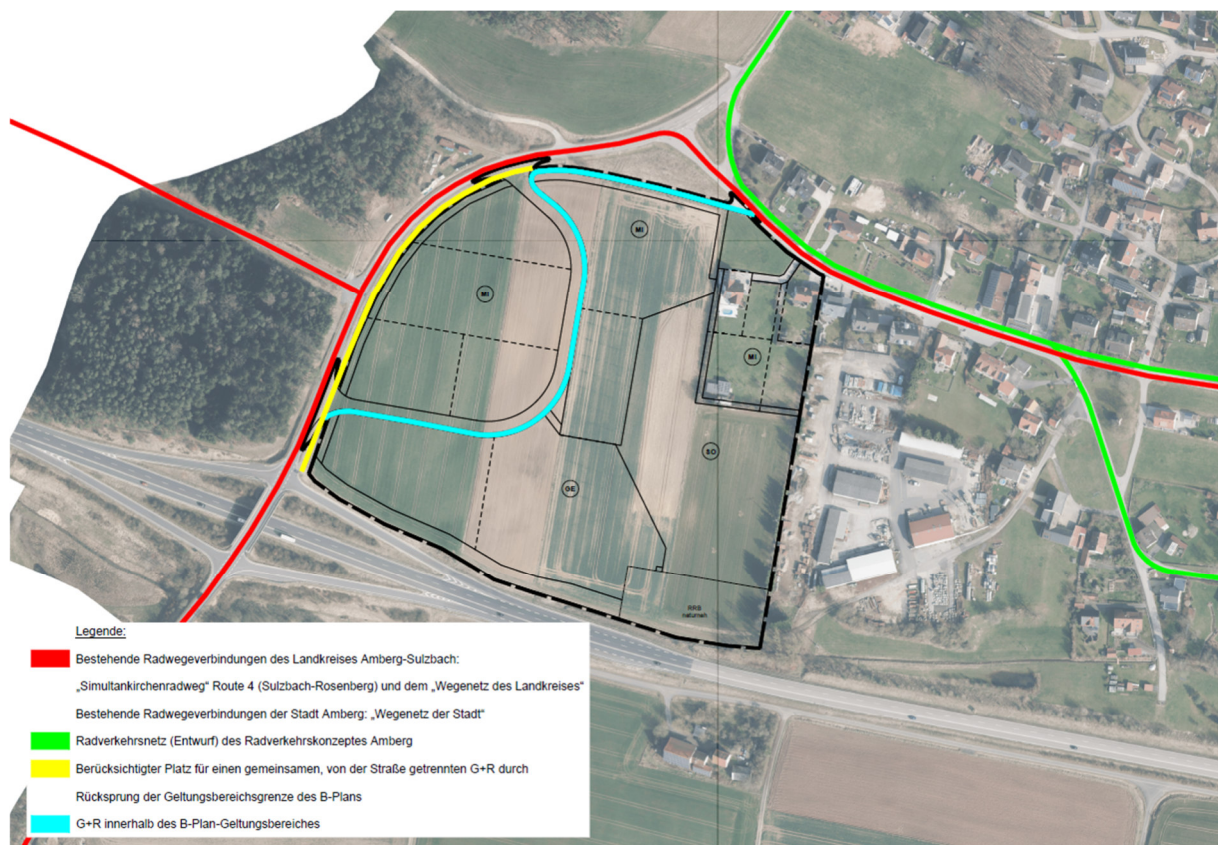 MI
MI
MI
SO
GE
RRB
naturnah
Legende:
Bestehende Radwegeverbindungen des Landkreises Amberg-Sulzbach:
„Simultankirchenradweg“ Route 4 (Sulzbach-Rosenberg) und dem „Wegenetz des Landkreises“
Bestehende Radwegeverbindungen der Stadt Amberg: „Wegenetz der Stadt“
Radverkehrsnetz (Entwurf) des Radverkehrskonzeptes Amberg
Berücksichtigter Platz für einen gemeinsamen, von der Straße getrennten G+R durch
Rücksprung der Geltungsbereichsgrenze des B-Plans
G+R innerhalb des B-Plan-Geltungsbereiches